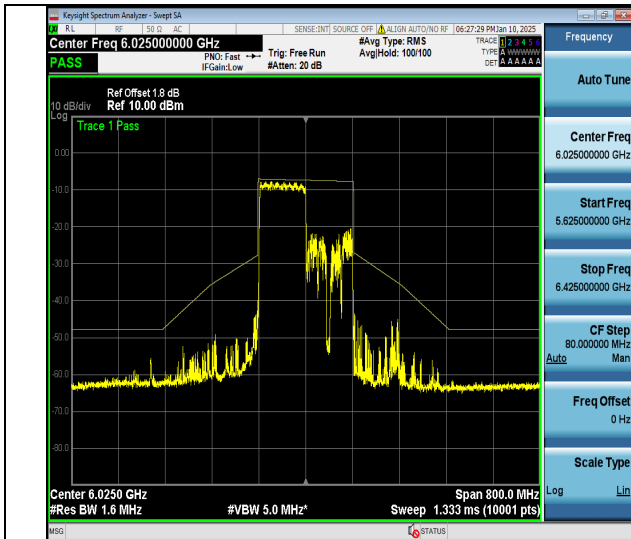 Keysight Spectrum Analyzer - Swept SA
RL RF 50 Ω AC SENSE:INT SOURCE OFF ALIGN AUTO/NO RF 06:27:29 PM Jan 10, 2025
Center Freq 6.025000000 GHz
PASS
PNO: Fast
IFGain:Low
Trig: Free Run
#Atten: 20 dB
#Avg Type: RMS
Avg|Hold: 100/100
TRACE 1 2 3 4 5 6
TYPE A WWWWW
DET A A A A A A
Ref Offset 1.8 dB
10 dB/div Ref 10.00 dBm
Log
Trace 1 Pass
0.00
-10.0
-20.0
-30.0
-40.0
-50.0
-60.0
-70.0
-80.0
Center 6.0250 GHz Span 800.0 MHz
#Res BW 1.6 MHz #VBW 5.0 MHz* Sweep 1.333 ms (10001 pts)
MSG STATUS
Frequency
Auto Tune
Center Freq
6.025000000 GHz
Start Freq
5.625000000 GHz
Stop Freq
6.425000000 GHz
CF Step
80.000000 MHz
Auto Man
Freq Offset
0 Hz
Scale Type
Log Lin